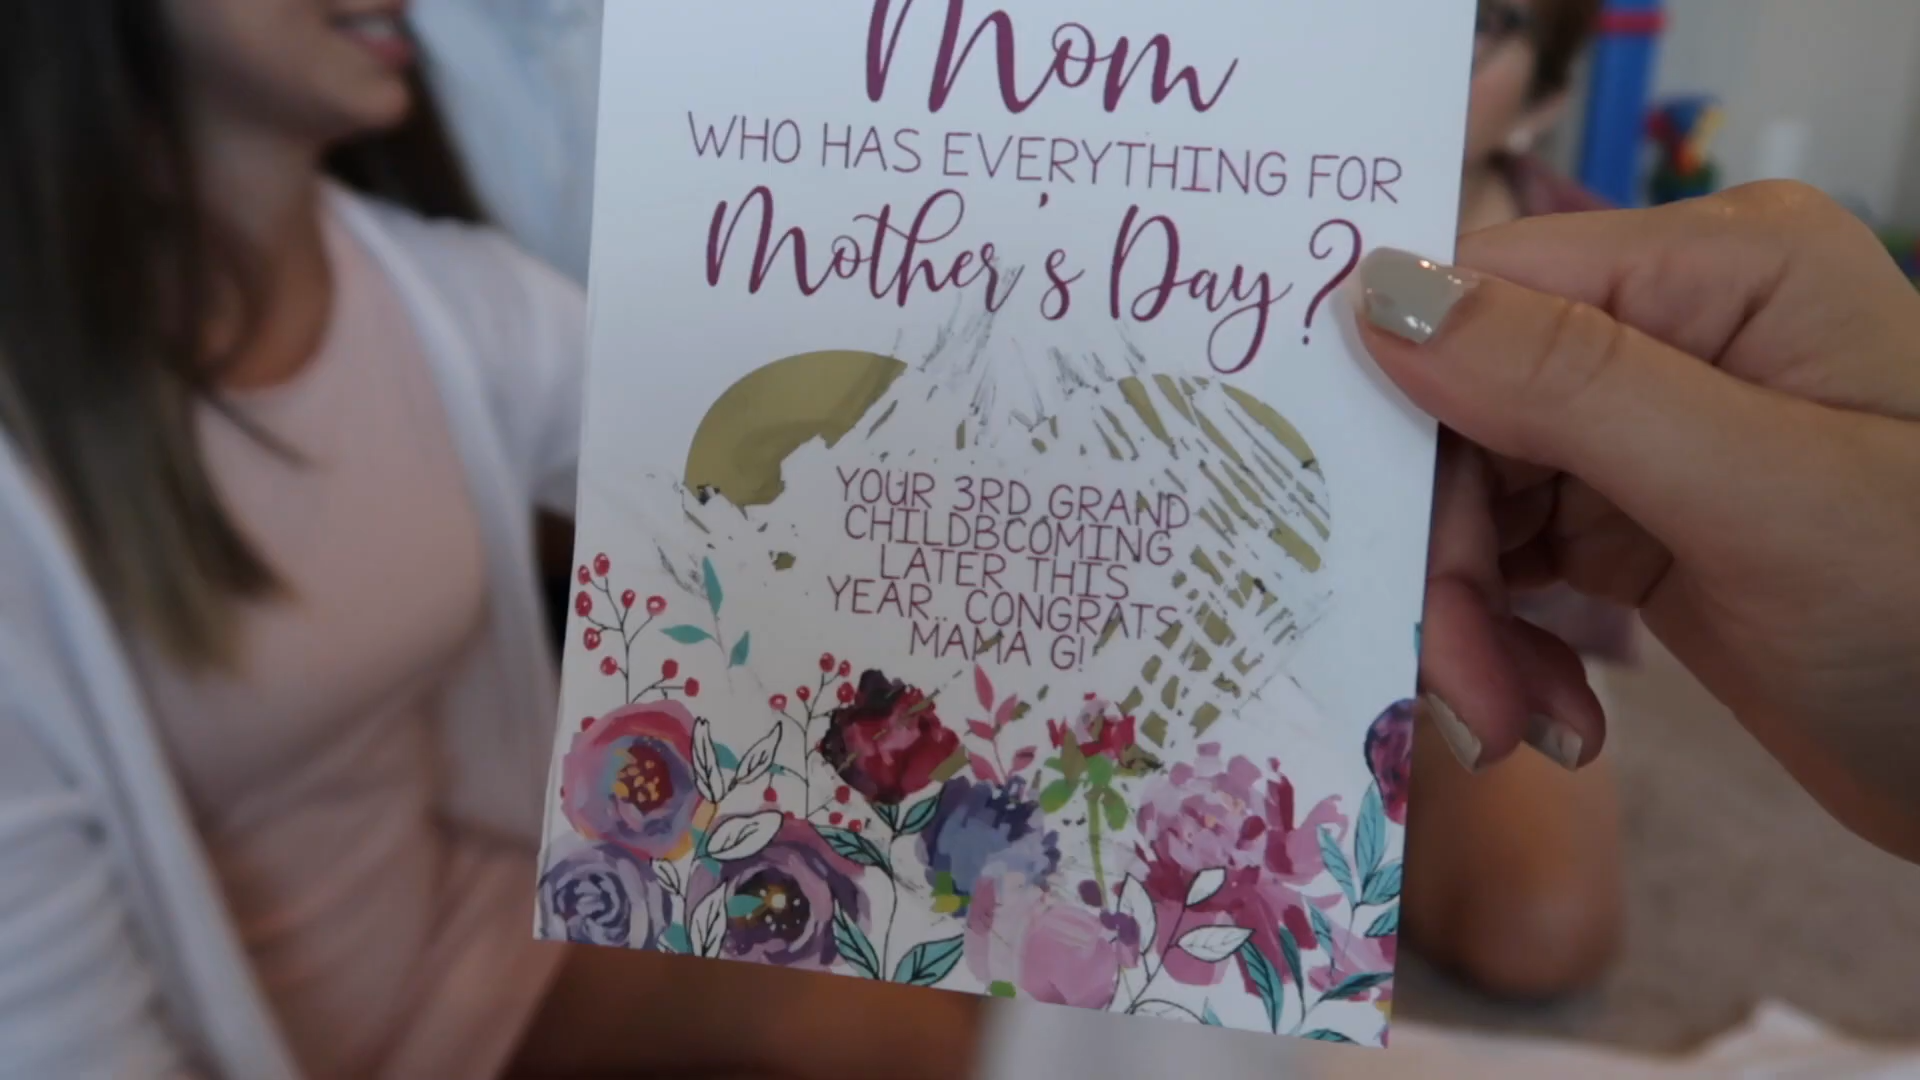 Mom
WHO HAS EVERYTHING FOR
Mother's Day?
YOUR 3RD GRAND
CHILDBCOMING
LATER THIS
YEAR.. CONGRATS
MAMA G!